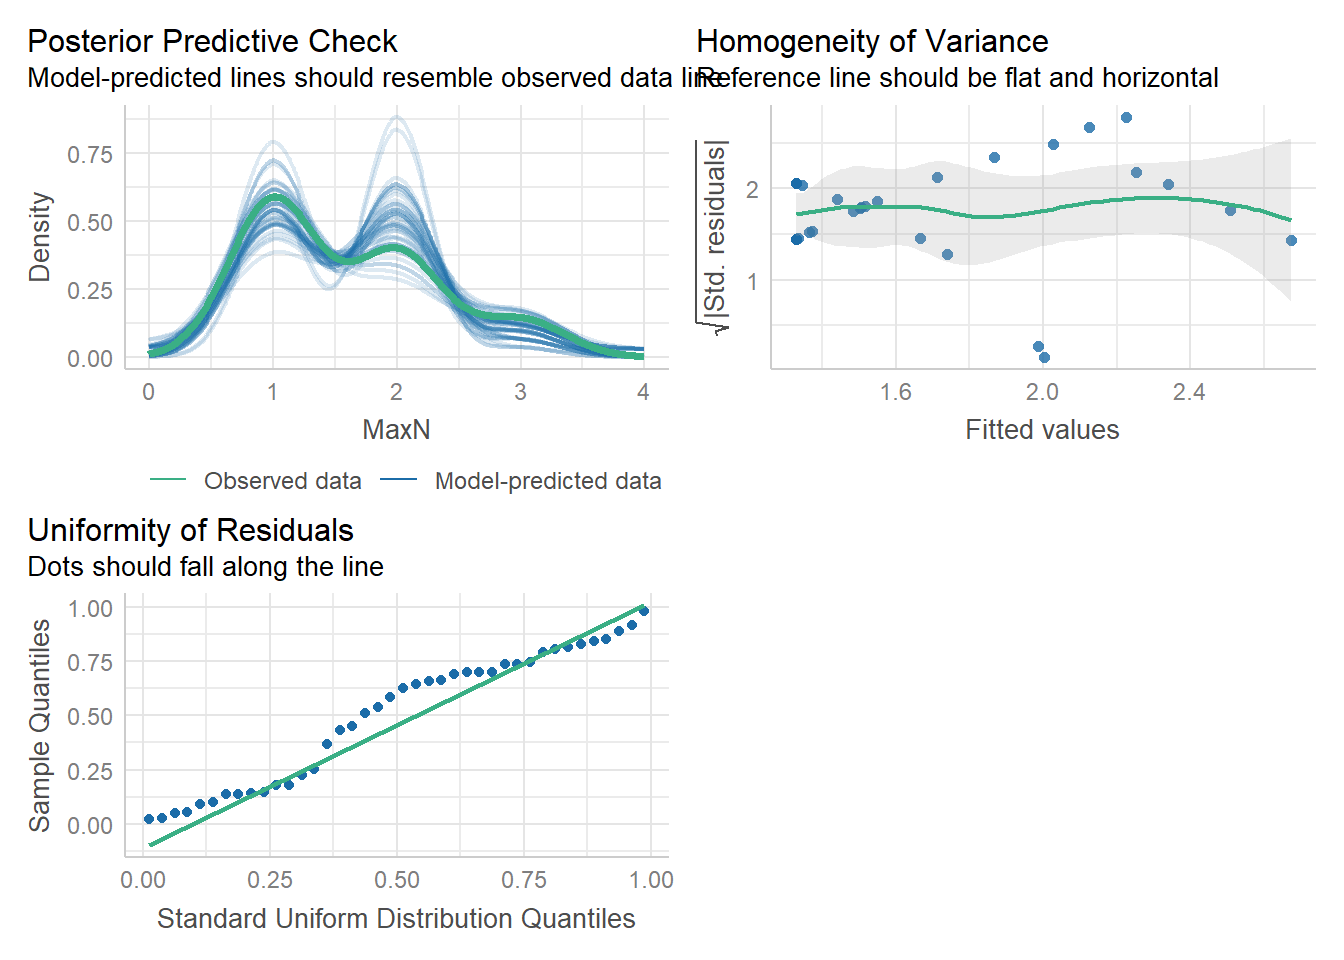 Posterior Predictive Check
Model-predicted lines should resemble observed data line
0.75
0.50
0.25
0.00
Density
0 1 2 3 4
MaxN
Observed data Model-predicted data
Homogeneity of Variance
Reference line should be flat and horizontal
2
1
√|Std. residuals|
1.6 2.0 2.4
Fitted values
Uniformity of Residuals
Dots should fall along the line
1.00
0.75
0.50
0.25
0.00
Sample Quantiles
0.00 0.25 0.50 0.75 1.00
Standard Uniform Distribution Quantiles